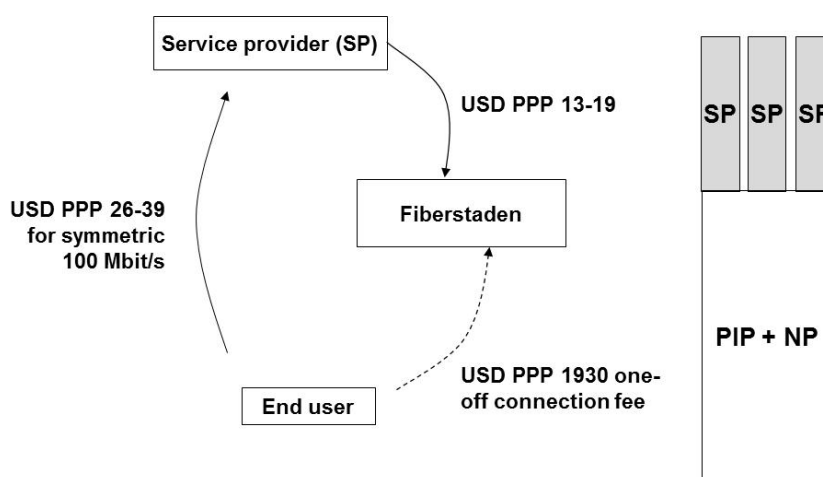 Service provider (SP)
USD PPP 13-19
SP SP SP
USD PPP 26-39
for symmetric
100 Mbit/s
Fiberstaden
PIP + NP
USD PPP 1930 one-
off connection fee
End user